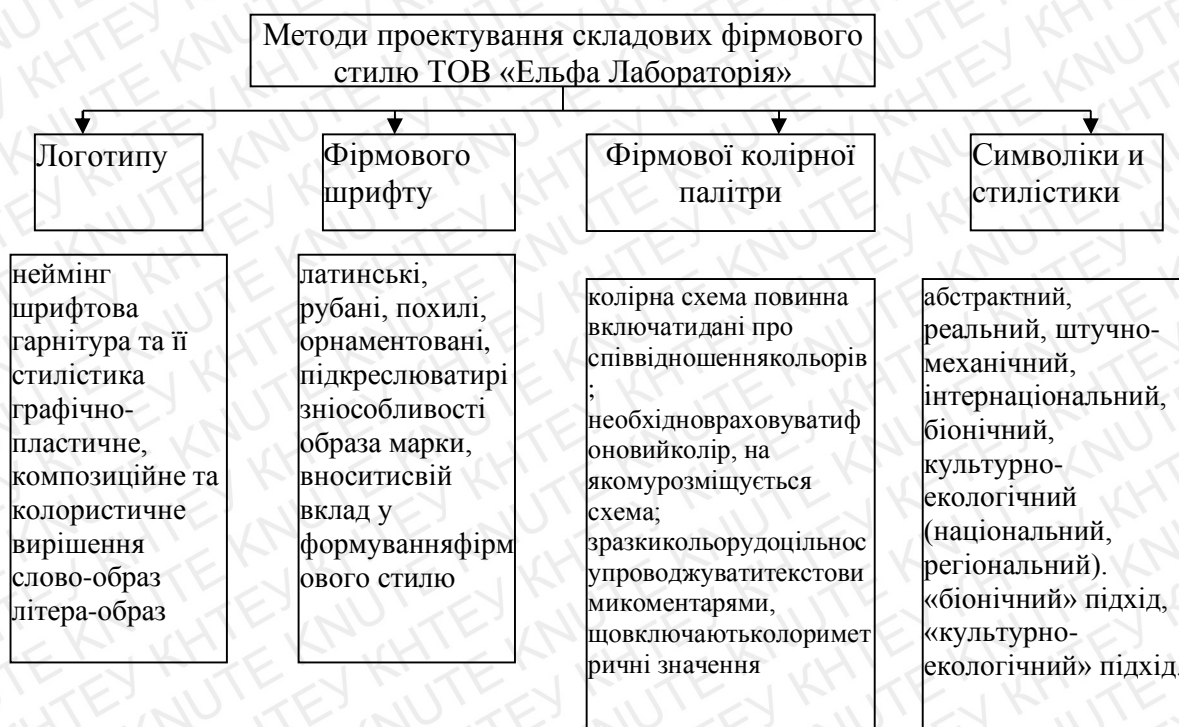 Методи проектування складових фірмового
стилю ТОВ «Ельфа Лабораторія»
Логотипу
Фірмового
шрифту
Фірмової колірної
палітри
Символіки и
стилістики
неймінг
шрифтова
гарнітура та її
стилістика
графічно-
пластичне,
композиційне та
колористичне
вирішення
слово-образ
літера-образ
латинські,
рубані, похилі,
орнаментовані,
підкреслюватирі
зніособливості
образа марки,
вноситисвій
вклад у
формуванняфірм
ового стилю
колірна схема повинна
включатидані про
співвідношеннякольорів
;
необхідновраховуватиф
оновийколір, на
якомурозміщується
схема;
зразкикольорудоцільнос
упроводжуватитекстови
микоментарями,
щовключаютьколоримет
ричні значення
абстрактний,
реальний, штучно-
механічний,
інтернаціональний,
біонічний,
культурно-
екологічний
(національний,
регіональний).
«біонічний» підхід,
«культурно-
екологічний» підхід.